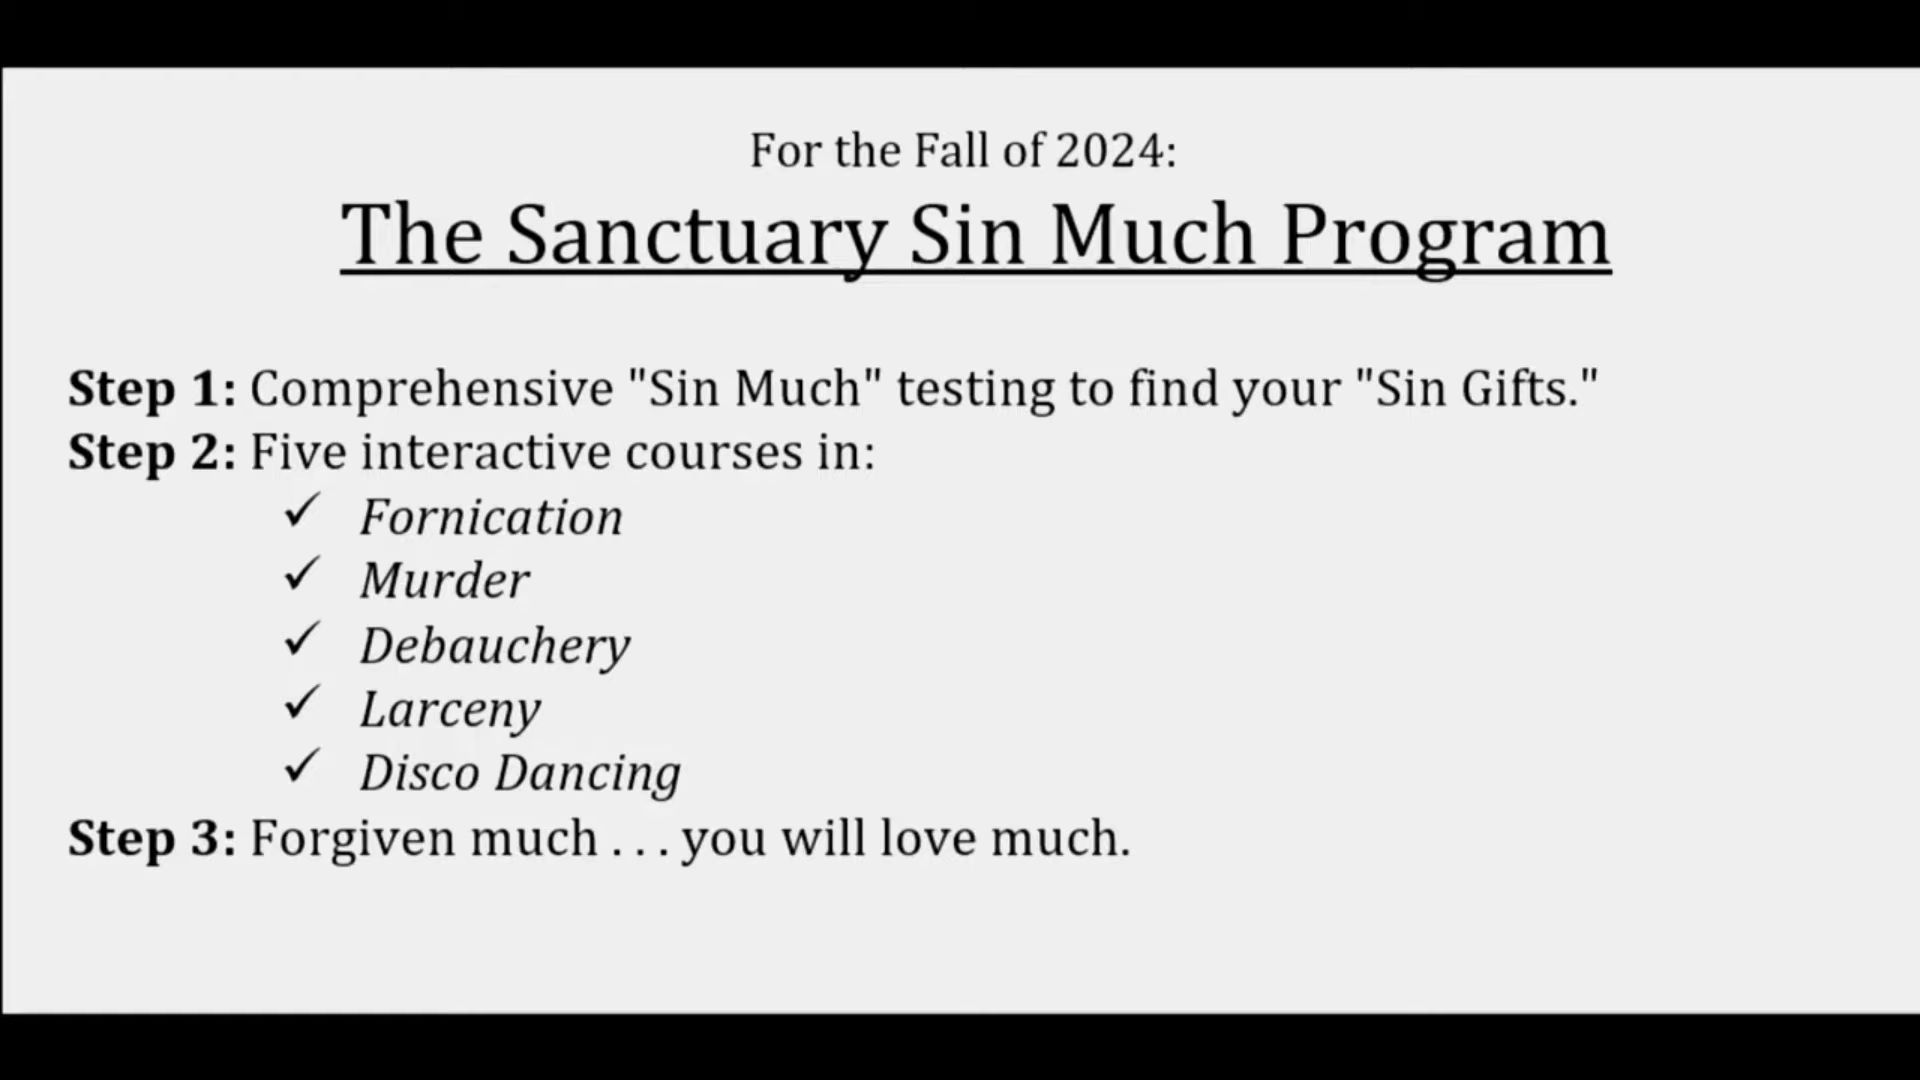 For the Fall of 2024:
The Sanctuary Sin Much Program
Step 1: Comprehensive "Sin Much" testing to find your "Sin Gifts."
Step 2: Five interactive courses in:
✓ Fornication
✓ Murder
✓ Debauchery
✓ Larceny
✓ Disco Dancing
Step 3: Forgiven much . . . you will love much.